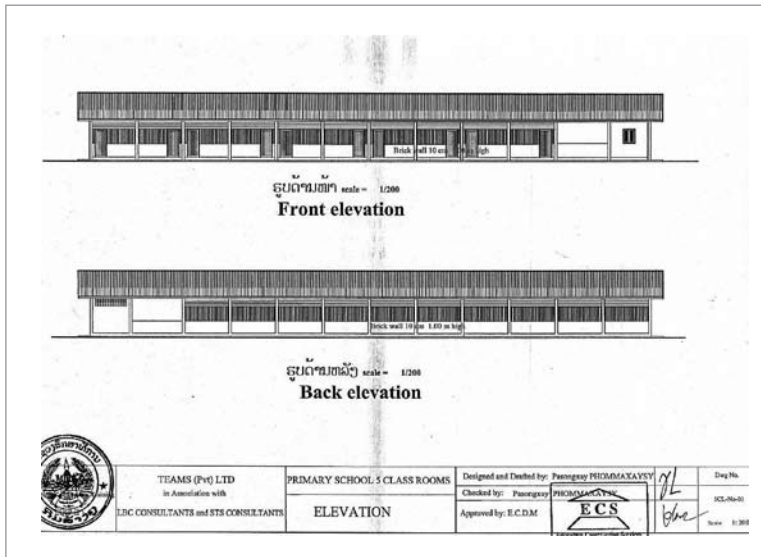 Brick wall 10 cm high
ຮູບດ້ານໜ້າ scale = 1/200
Front elevation
Brick wall 10 cm 1.00 m high
ຮູບດ້ານຫລັງ scale = 1/200
Back elevation
TEAMS (Pvt) LTD
in Association with
LBC CONSULTANTS and STS CONSULTANTS
PRIMARY SCHOOL 5 CLASS ROOMS
ELEVATION
Designed and Drafted by: Pasongxay PHOMMAXAYSY
Checked by: Pasongxay PHOMMAXAYSY
Approved by: E.C.D.M
ECS
Dwg No.
Scale 1:200